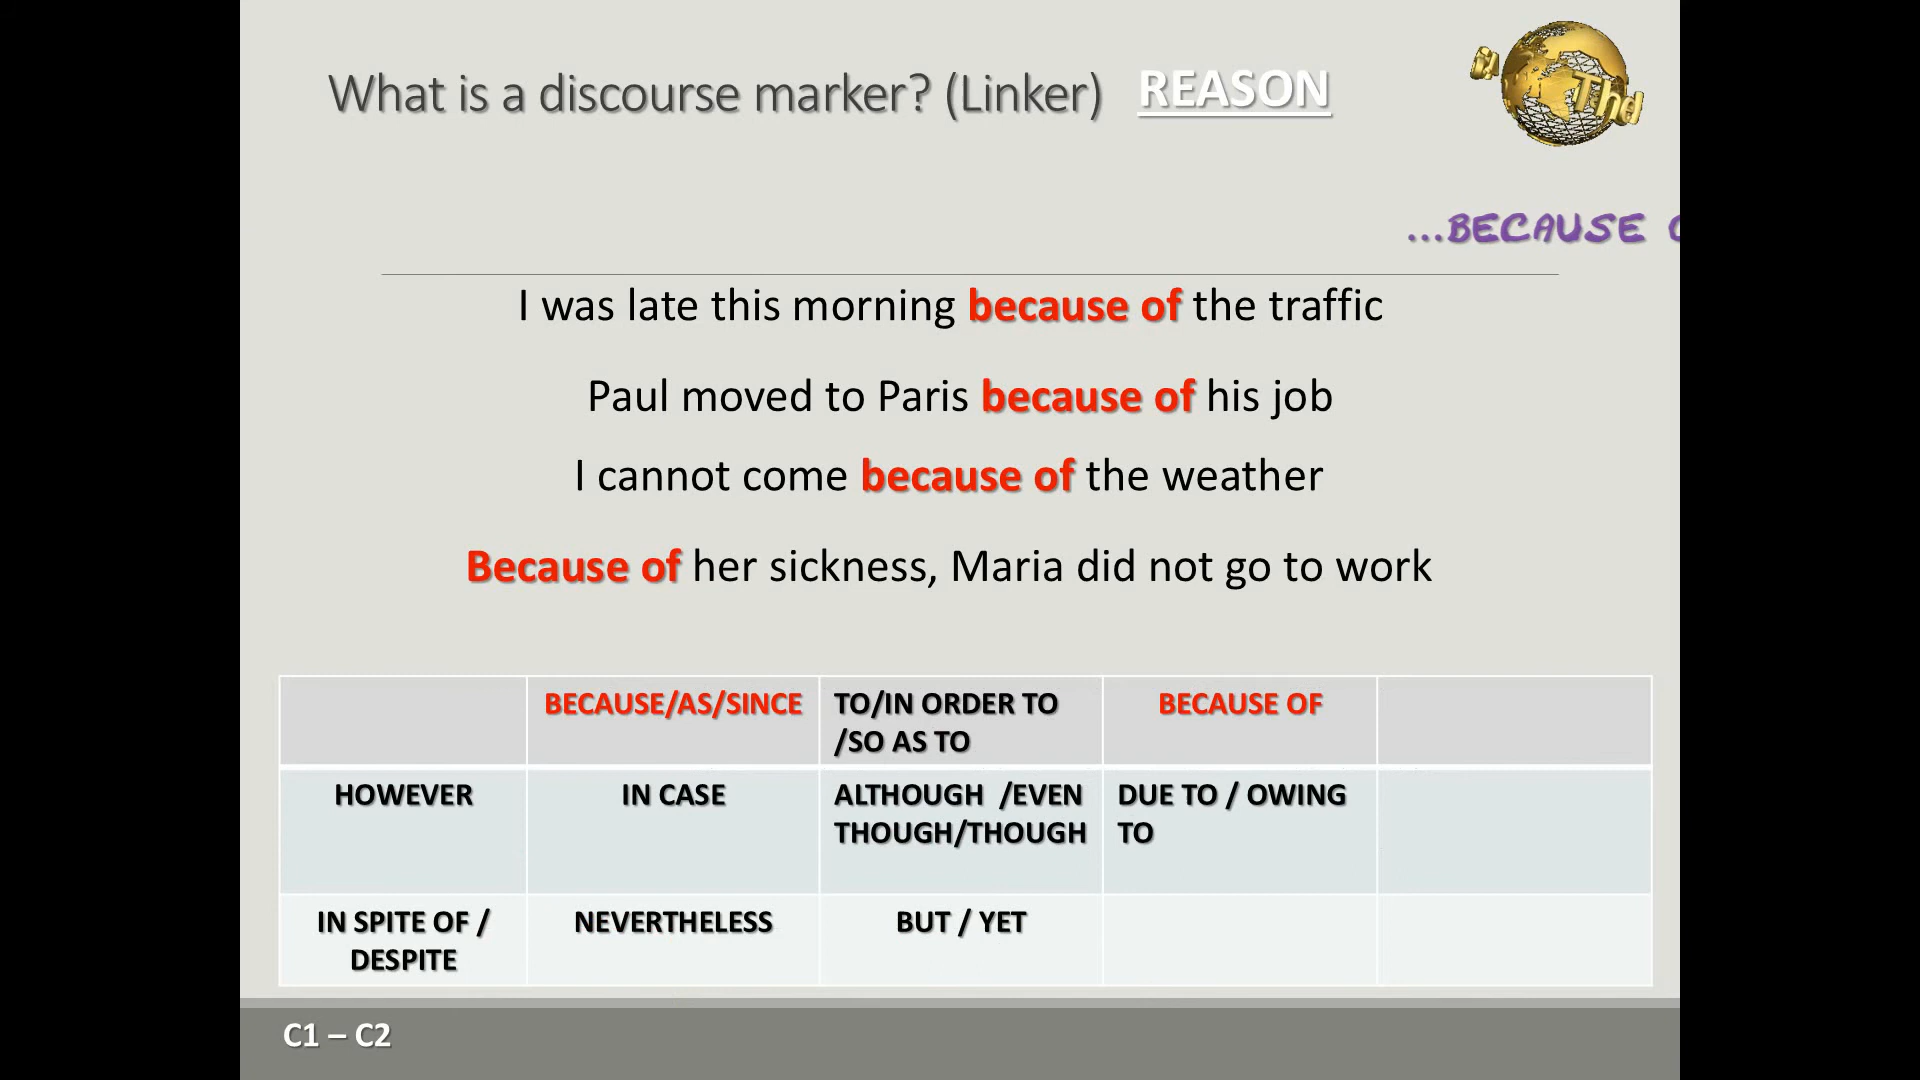 What is a discourse marker? (Linker) REASON
The
...BECAUSE
I was late this morning because of the traffic
Paul moved to Paris because of his job
I cannot come because of the weather
Because of her sickness, Maria did not go to work
BECAUSE/AS/SINCE
TO/IN ORDER TO
/SO AS TO
BECAUSE OF
HOWEVER
IN CASE
ALTHOUGH /EVEN
THOUGH/THOUGH
DUE TO / OWING
TO
IN SPITE OF /
DESPITE
NEVERTHELESS
BUT / YET
C1 – C2